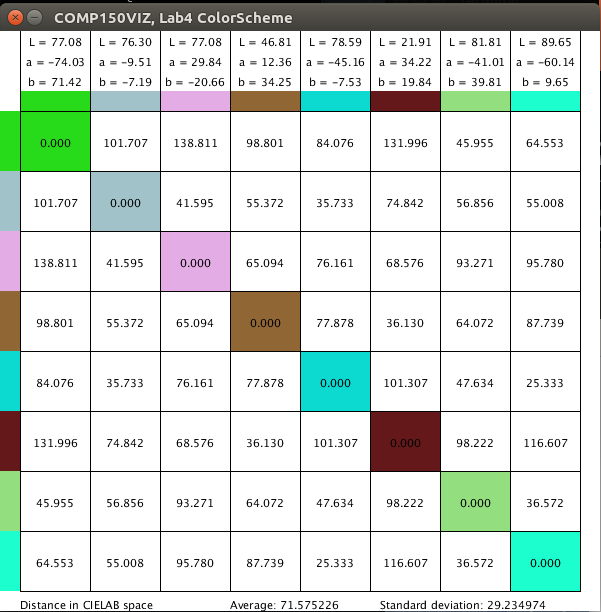 COMP150VIZ, Lab4 ColorScheme
L = 77.08 L = 76.30 L = 77.08 L = 46.81 L = 78.59 L = 21.91 L = 81.81 L = 89.65
a = -74.03 a = -9.51 a = 29.84 a = 12.36 a = -45.16 a = 34.22 a = -41.01 a = -60.14
b = 71.42 b = -7.19 b = -20.66 b = 34.25 b = -7.53 b = 19.84 b = 39.81 b = 9.65
0.000 101.707 138.811 98.801 84.076 131.996 45.955 64.553
101.707 0.000 41.595 55.372 35.733 74.842 56.856 55.008
138.811 41.595 0.000 65.094 76.161 68.576 93.271 95.780
98.801 55.372 65.094 0.000 77.878 36.130 64.072 87.739
84.076 35.733 76.161 77.878 0.000 101.307 47.634 25.333
131.996 74.842 68.576 36.130 101.307 0.000 98.222 116.607
45.955 56.856 93.271 64.072 47.634 98.222 0.000 36.572
64.553 55.008 95.780 87.739 25.333 116.607 36.572 0.000
Distance in CIELAB space Average: 71.575226 Standard deviation: 29.234974